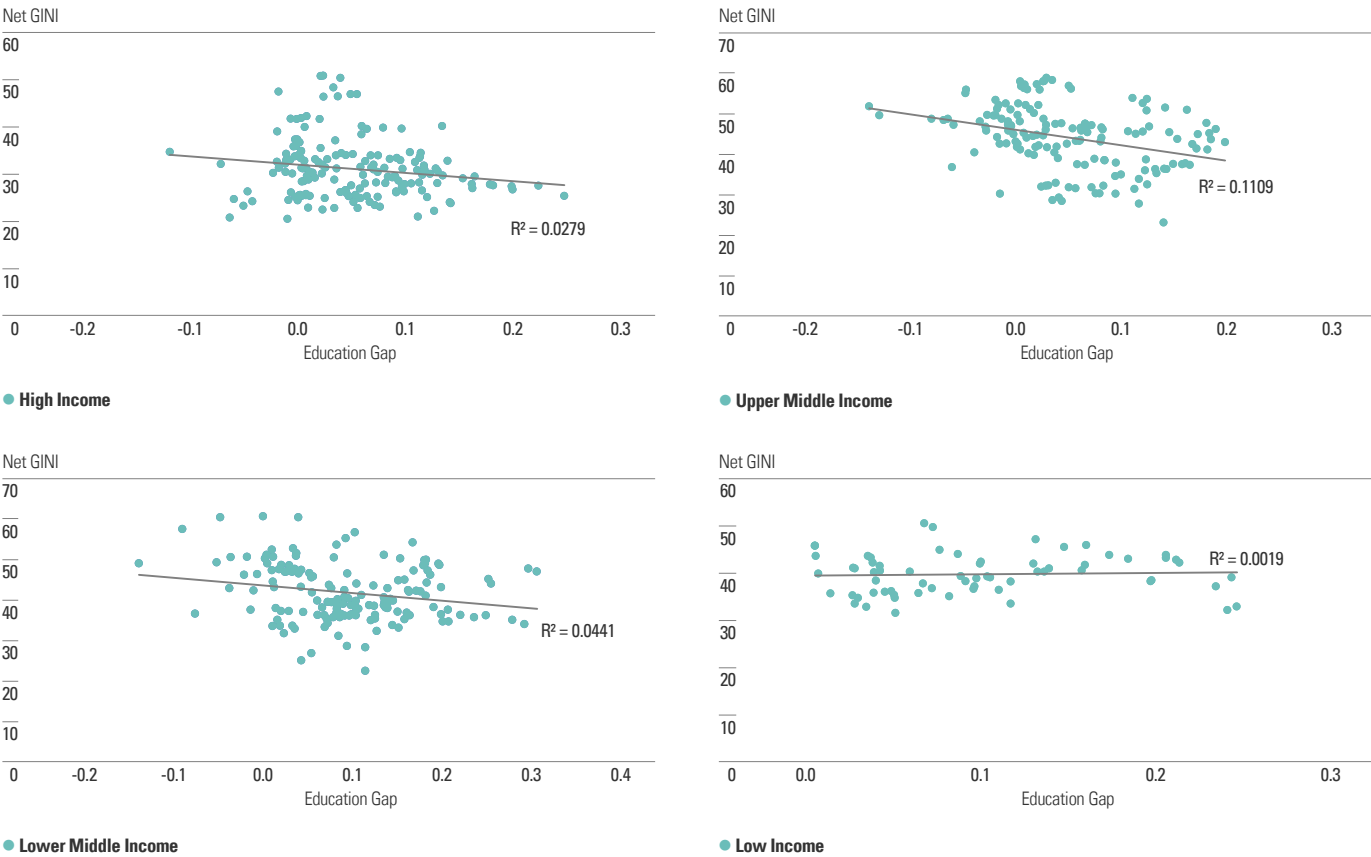 Net GINI
60
50
40
30
20
10
R² = 0.0279
0 -0.2 -0.1 0.0 0.1 0.2 0.3
Education Gap
High Income
Net GINI
70
60
50
40
30
20
10
R² = 0.1109
0 -0.2 -0.1 0.0 0.1 0.2 0.3
Education Gap
Upper Middle Income
Net GINI
70
60
50
40
30
20
10
R² = 0.0441
0 -0.2 -0.1 0.0 0.1 0.2 0.3 0.4
Education Gap
Lower Middle Income
Net GINI
60
50
40
30
20
10
R² = 0.0019
0 0.0 0.1 0.2 0.3
Education Gap
Low Income